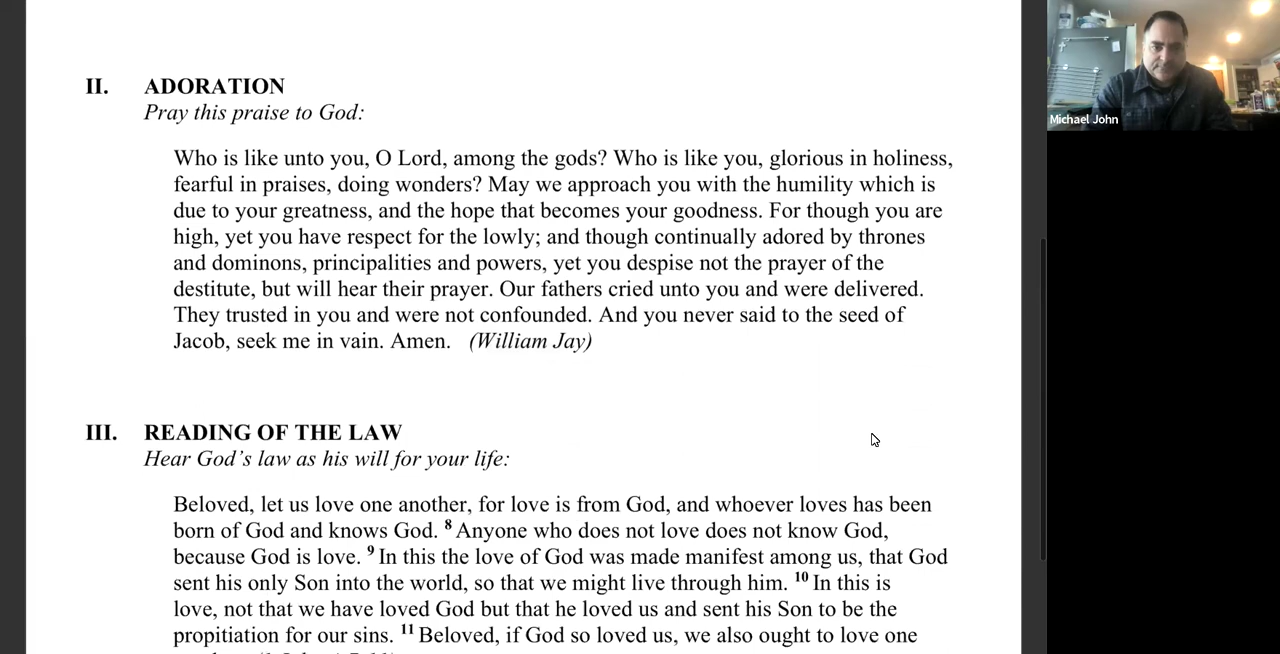 II. ADORATION
Pray this praise to God:
Who is like unto you, O Lord, among the gods? Who is like you, glorious in holiness,
fearful in praises, doing wonders? May we approach you with the humility which is
due to your greatness, and the hope that becomes your goodness. For though you are
high, yet you have respect for the lowly; and though continually adored by thrones
and dominons, principalities and powers, yet you despise not the prayer of the
destitute, but will hear their prayer. Our fathers cried unto you and were delivered.
They trusted in you and were not confounded. And you never said to the seed of
Jacob, seek me in vain. Amen. (William Jay)
III. READING OF THE LAW
Hear God's law as his will for your life:
Beloved, let us love one another, for love is from God, and whoever loves has been
born of God and knows God. 8 Anyone who does not love does not know God,
because God is love. 9 In this the love of God was made manifest among us, that God
sent his only Son into the world, so that we might live through him. 10 In this is
love, not that we have loved God but that he loved us and sent his Son to be the
propitiation for our sins. 11 Beloved, if God so loved us, we also ought to love one
Michael John